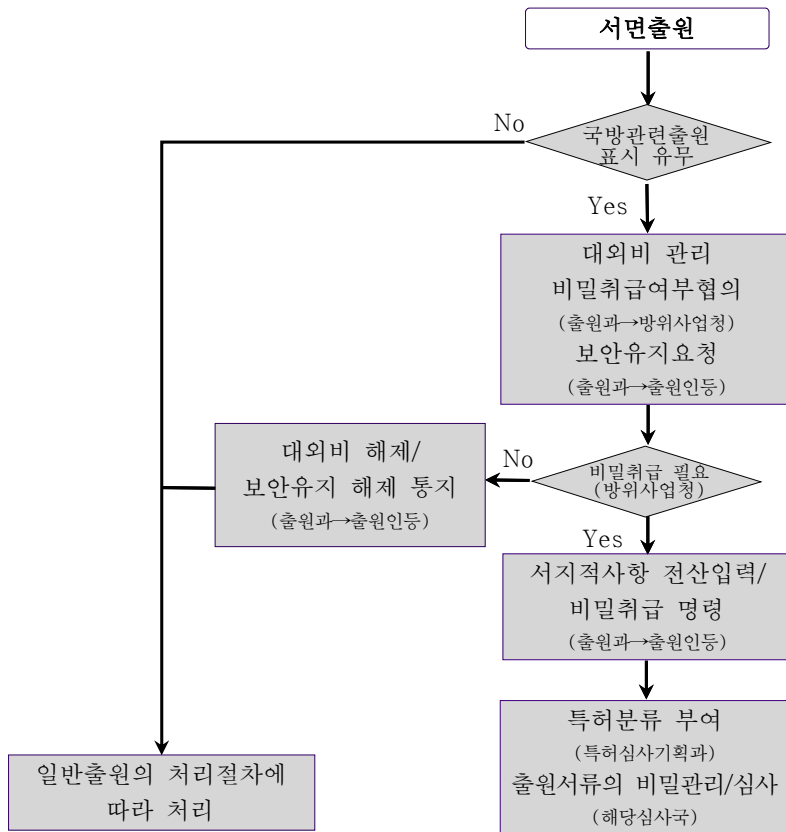 서면출원
No
국방관련출원
표시 유무
Yes
대외비 관리
비밀취급여부협의
(출원과→방위사업청)
보안유지요청
(출원과→출원인등)
대외비 해제/
보안유지 해제 통지
(출원과→출원인등)
No
비밀취급 필요
(방위사업청)
Yes
서지적사항 전산입력/
비밀취급 명령
(출원과→출원인등)
특허분류 부여
(특허심사기획과)
출원서류의 비밀관리/심사
(해당심사국)
일반출원의 처리절차에
따라 처리